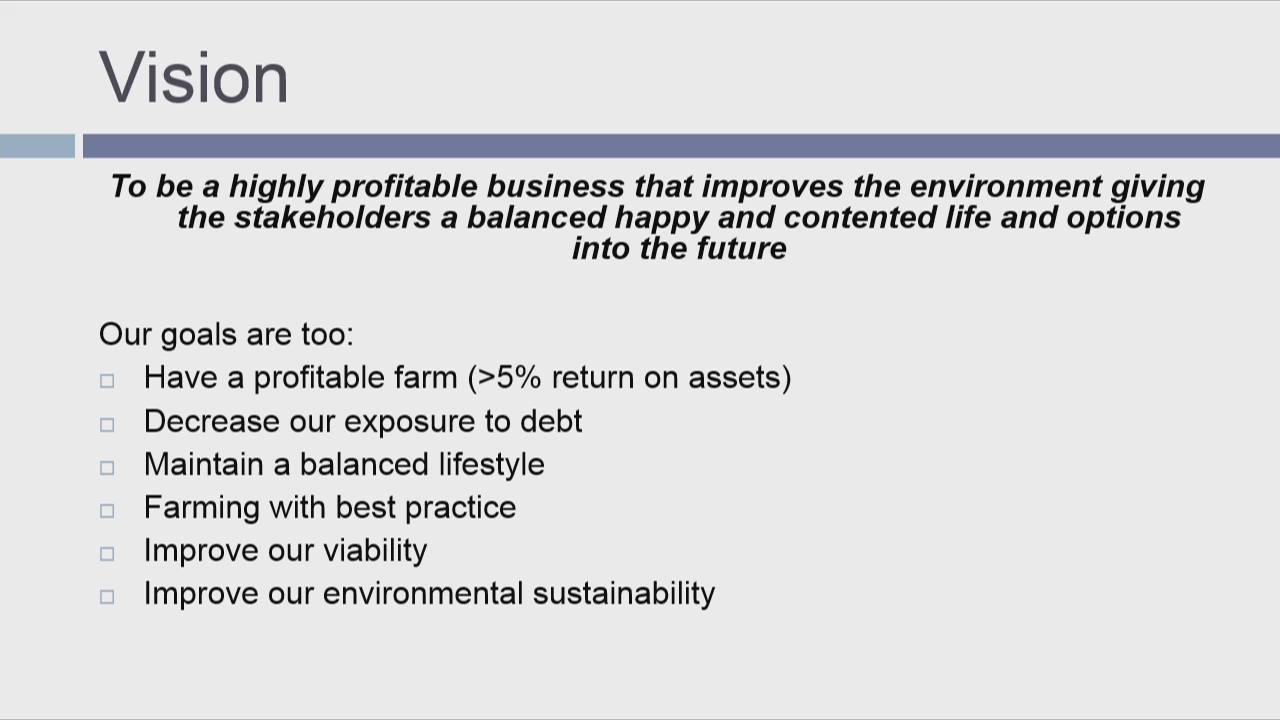 Vision
To be a highly profitable business that improves the environment giving
the stakeholders a balanced happy and contented life and options
into the future
Our goals are too:
Have a profitable farm (>5% return on assets)
Decrease our exposure to debt
Maintain a balanced lifestyle
Farming with best practice
Improve our viability
Improve our environmental sustainability